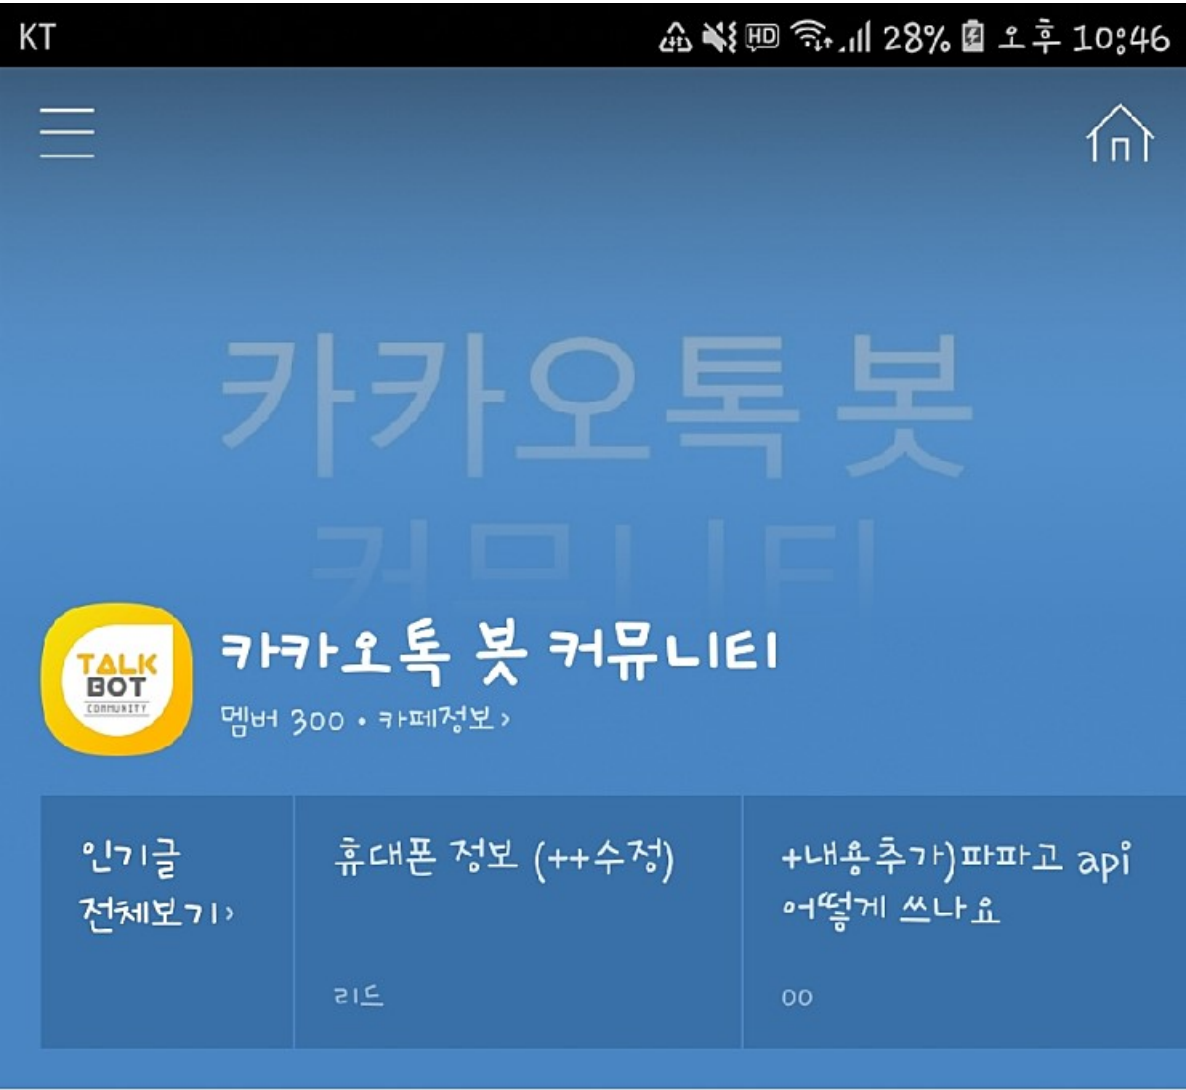 KT
HD 28% 오후 10:46
카카오톡 봇
커뮤니티
TALK
BOT
COMMUNITY
카카오톡 봇 커뮤니티
멤버 300 • 카페정보 >
인기글
전체보기 >
휴대폰 정보 (++수정)
리드
+내용추가)파파고 api
어떻게 쓰나요
00